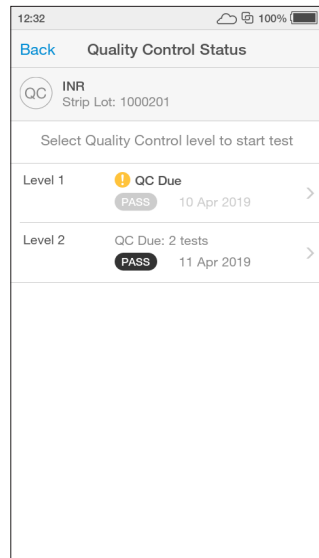 12:32 100%
Back Quality Control Status
QC INR
Strip Lot: 1000201
Select Quality Control level to start test
Level 1 ! QC Due
PASS 10 Apr 2019
Level 2 QC Due: 2 tests
PASS 11 Apr 2019